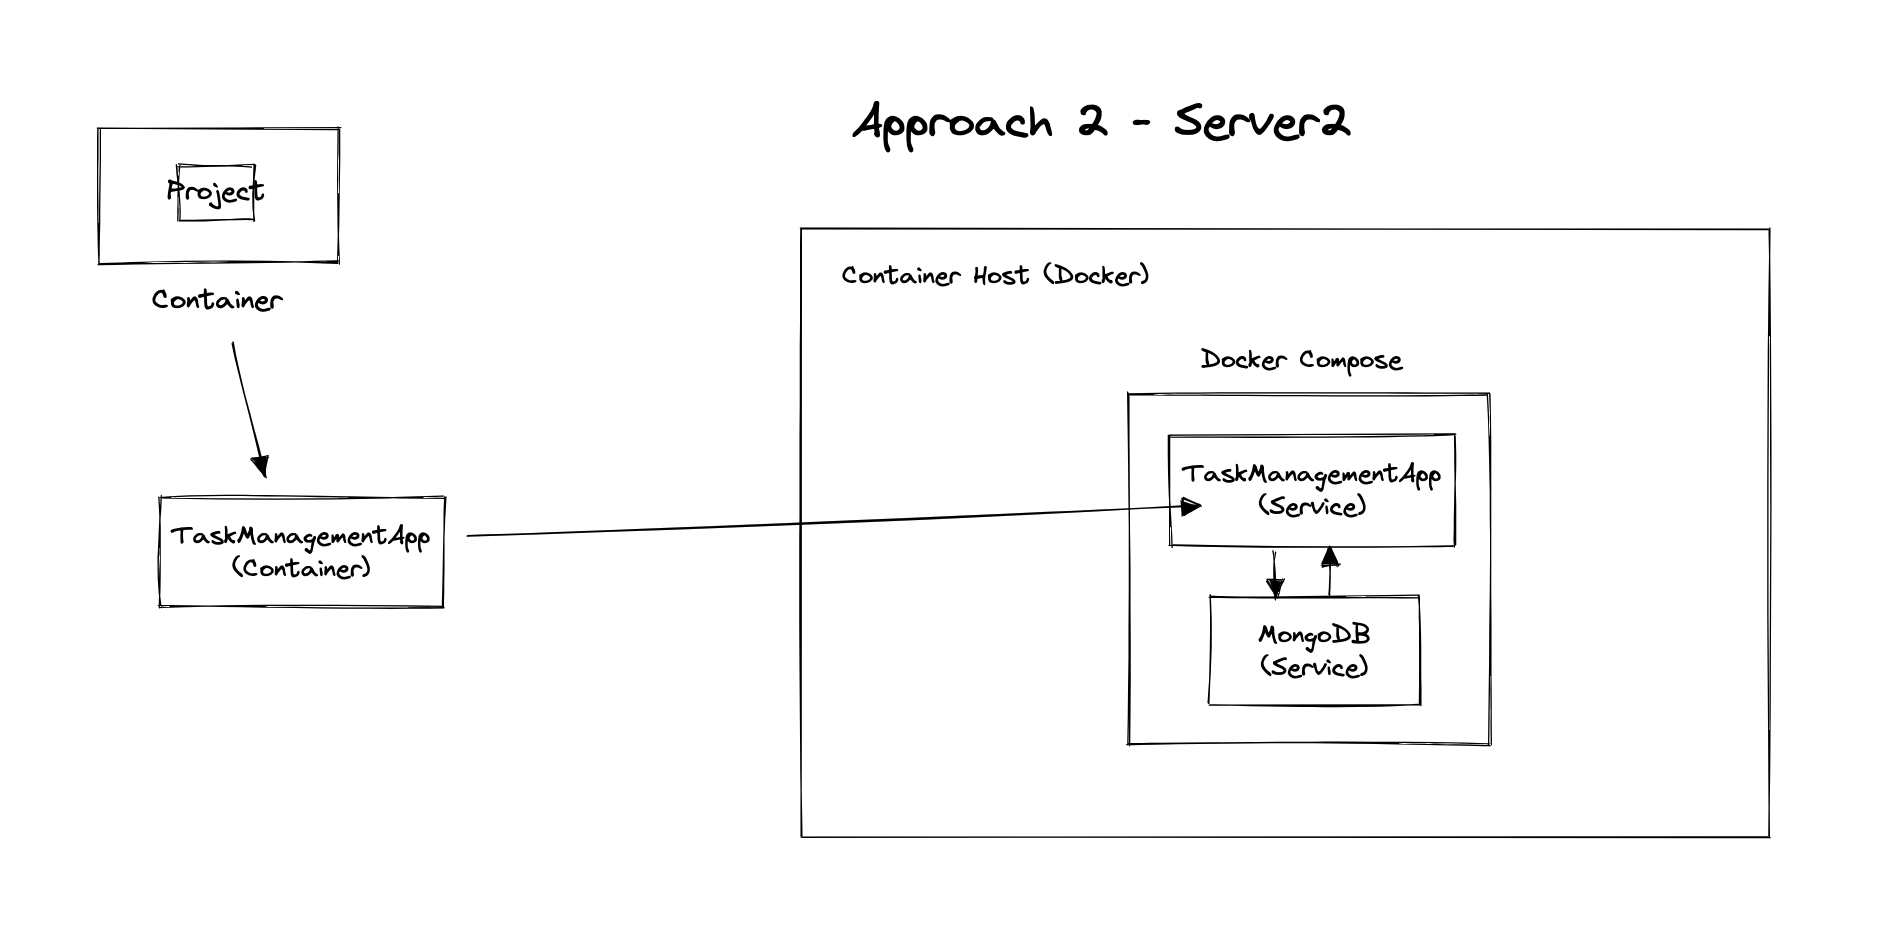 Approach 2 - Server2
Project
Container
TaskManagementApp
(Container)
Container Host (Docker)
Docker Compose
TaskManagementApp
(Service)
MongoDB
(Service)